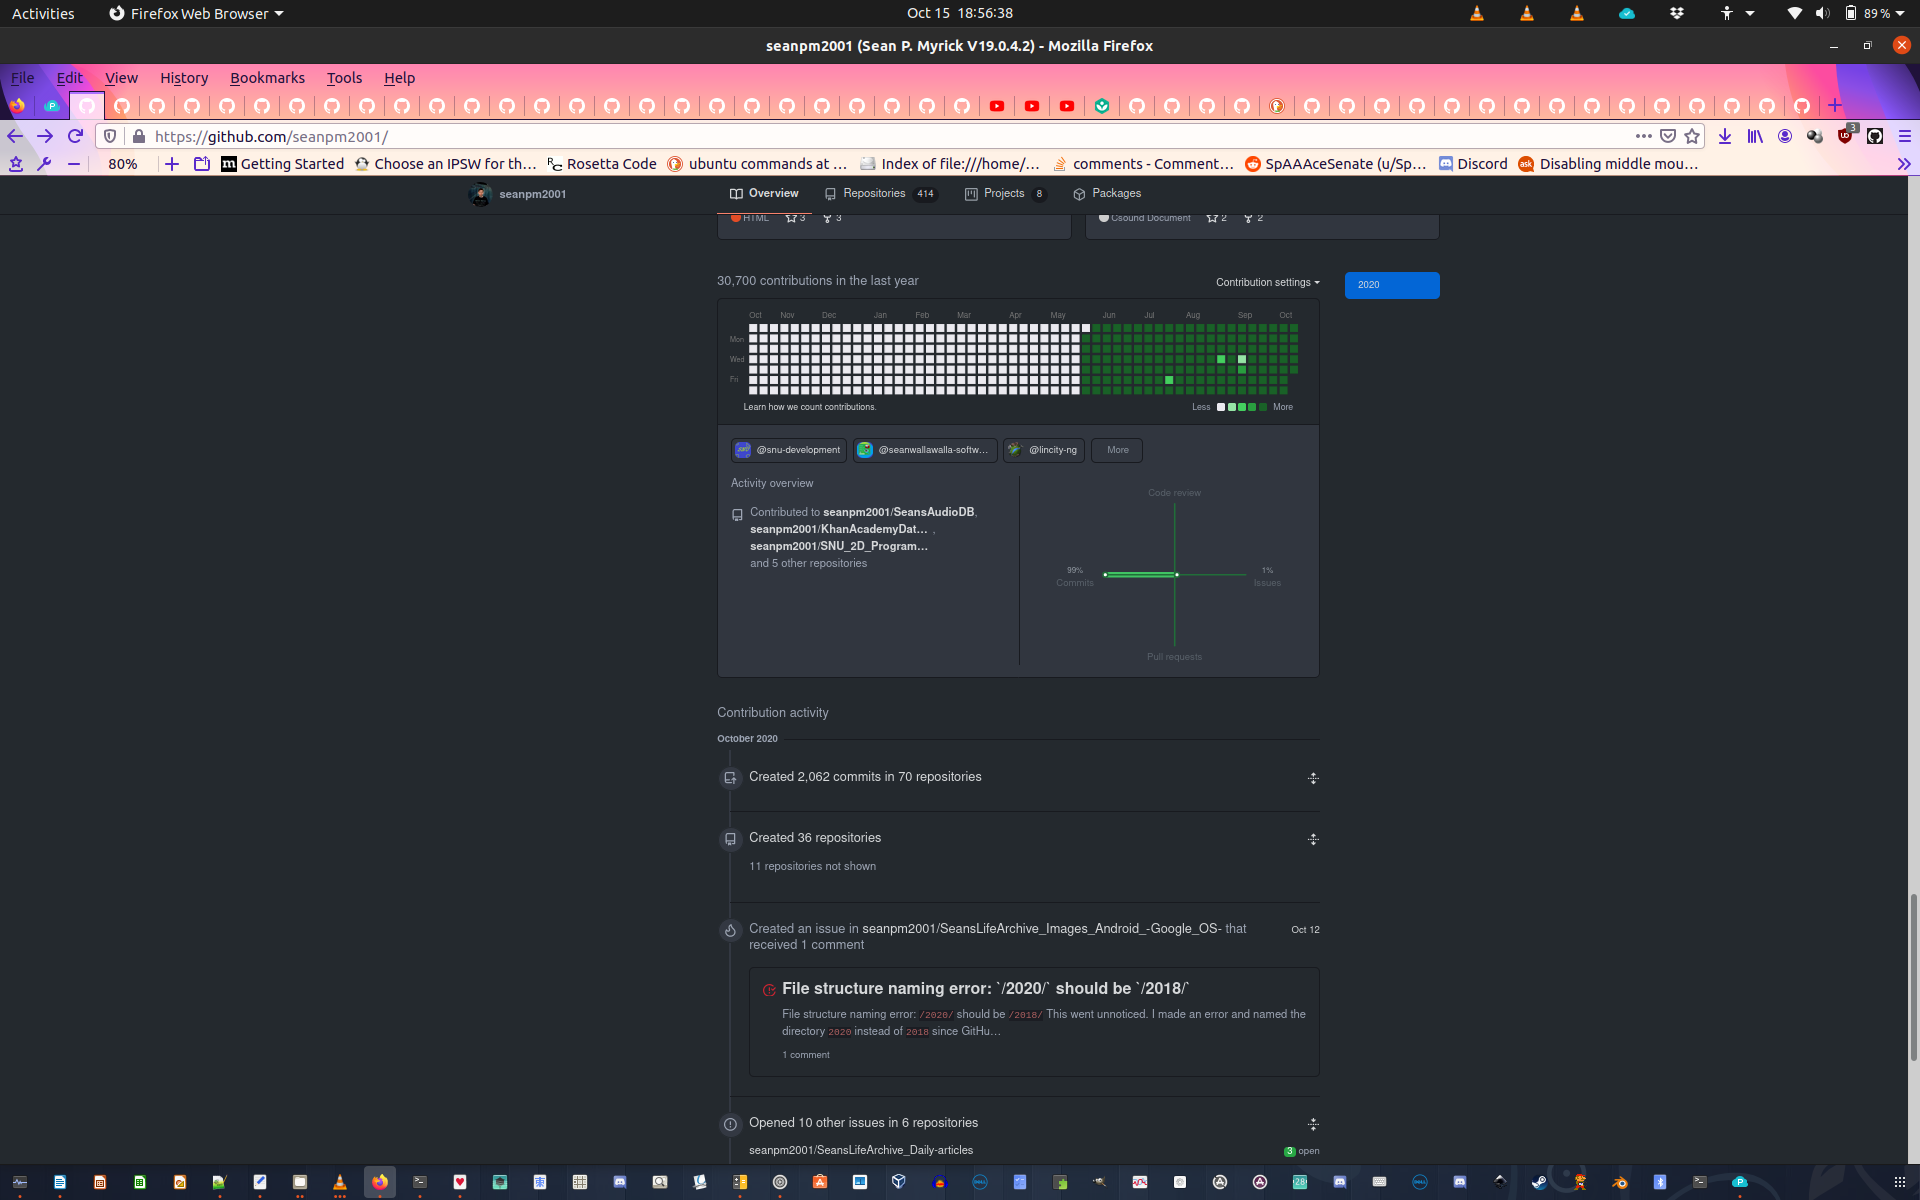 Activities
Firefox Web Browser
Oct 15 18:56:38
89 %
seanpm2001 (Sean P. Myrick V19.0.4.2) - Mozilla Firefox
File Edit View History Bookmarks Tools Help
https://github.com/seanpm2001/
3
80%
Getting Started
Choose an IPSW for th…
Rosetta Code
ubuntu commands at …
Index of file:///home/…
comments - Comment…
SpAAAceSenate (u/Sp…
Discord
Disabling middle mou…
seanpm2001
Overview
Repositories 414
Projects 8
Packages
HTML 3 3
Csound Document 2 2
30,700 contributions in the last year
Contribution settings
2020
Oct Nov Dec Jan Feb Mar Apr May Jun Jul Aug Sep Oct
Mon
Wed
Fri
Learn how we count contributions.
Less More
@snu-development
@seanwallawalla-softw…
@lincity-ng
More
Activity overview
Contributed to seanpm2001/SeansAudioDB,
seanpm2001/KhanAcademyDat… ,
seanpm2001/SNU_2D_Program…
and 5 other repositories
Code review
99%
Commits
1%
Issues
Pull requests
Contribution activity
October 2020
Created 2,062 commits in 70 repositories
Created 36 repositories
11 repositories not shown
Created an issue in seanpm2001/SeansLifeArchive_Images_Android_-Google_OS- that
received 1 comment
Oct 12
File structure naming error: `/2020/` should be `/2018/`
File structure naming error: /2020/ should be /2018/ This went unnoticed. I made an error and named the
directory 2020 instead of 2018 since GitHu…
1 comment
Opened 10 other issues in 6 repositories
seanpm2001/SeansLifeArchive_Daily-articles
3 open